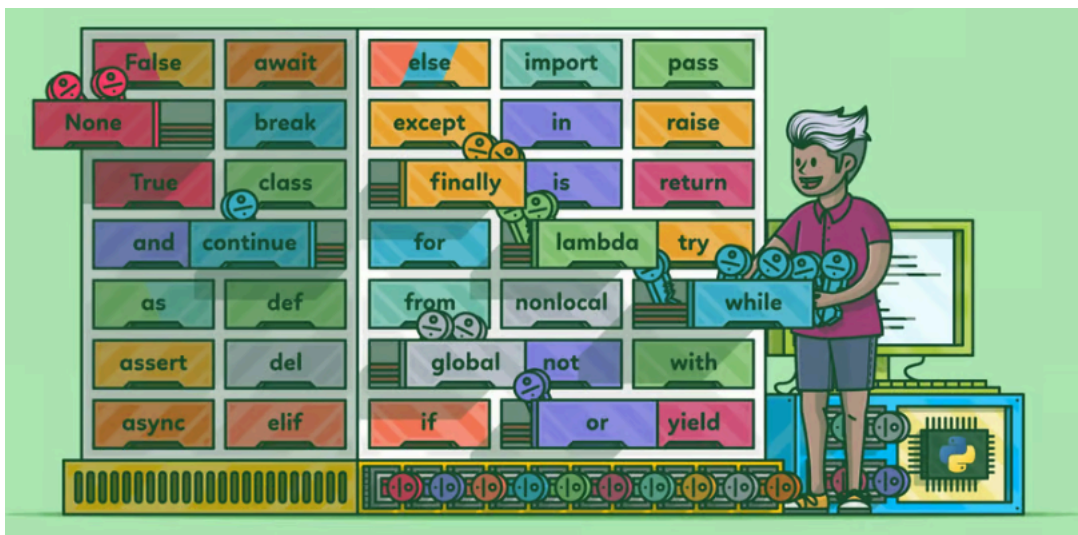 False await else import pass
None break except in raise
True class finally is return
and continue for lambda try
as def from nonlocal while
assert del global not with
async elif if or yield